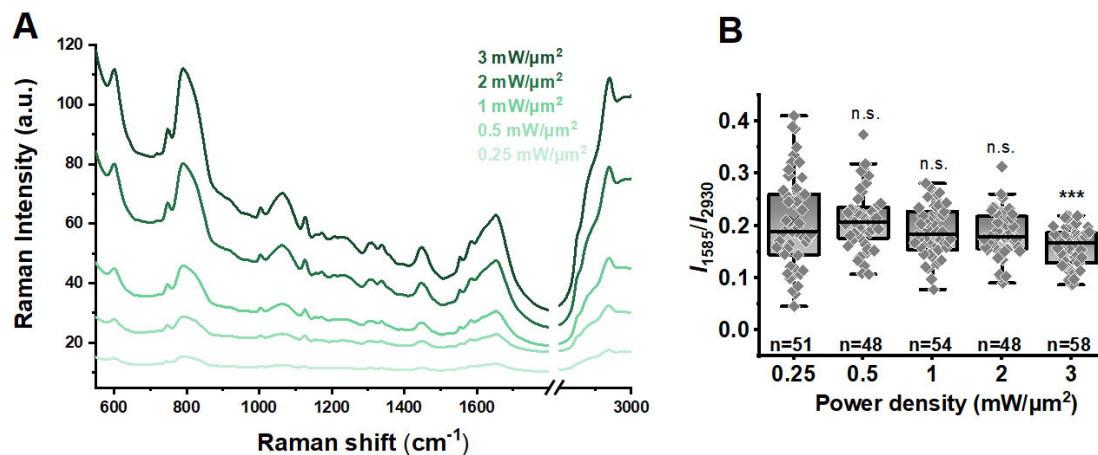 A
Raman Intensity (a.u.)
120
100
80
60
40
20
3 mW/µm²
2 mW/µm²
1 mW/µm²
0.5 mW/µm²
0.25 mW/µm²
600 800 1000 1200 1400 1600 3000
Raman shift (cm⁻¹)
B
I₁₅₈₅/I₂₉₃₀
0.4
0.3
0.2
0.1
0.0
n.s. n.s. n.s. ***
n=51 n=48 n=54 n=48 n=58
0.25 0.5 1 2 3
Power density (mW/µm²)